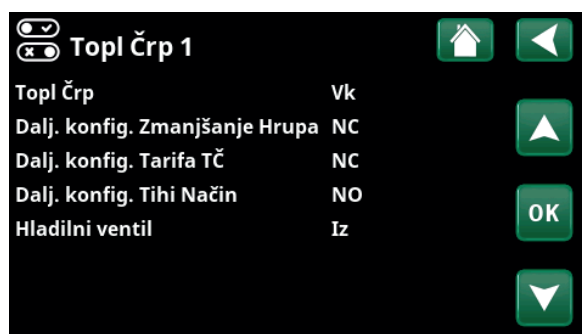 Topl Črp 1
Topl Črp Vk
Dalj. konfig. Zmanjšanje Hrupa NC
Dalj. konfig. Tarifa TČ NC
Dalj. konfig. Tihi Način NO
Hladilni ventil Iz
OK